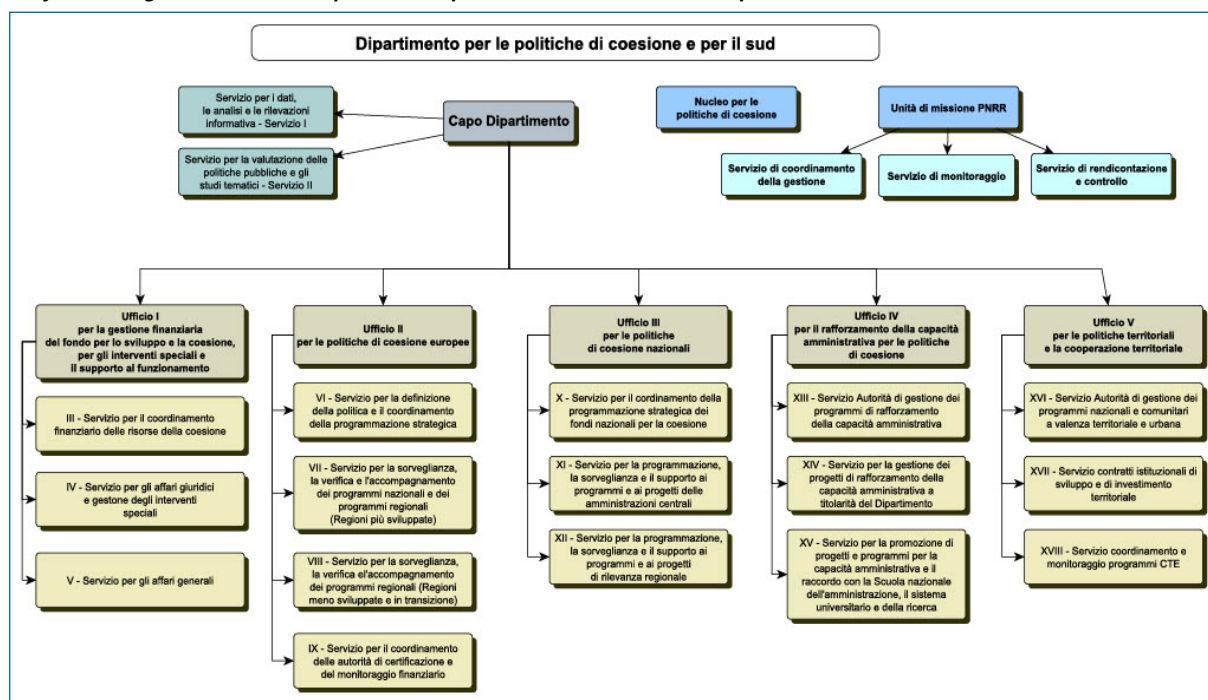 Dipartimento per le politiche di coesione e per il sud
Servizio per i dati,
le analisi e le rilevazioni
informativa - Servizio I
Capo Dipartimento
Servizio per la valutazione delle
politiche pubbliche e gli
studi tematici - Servizio II
Nucleo per le
politiche di coesione
Unità di missione PNRR
Servizio di coordinamento
della gestione
Servizio di monitoraggio
Servizio di rendicontazione
e controllo
Ufficio I
per la gestione finanziaria
del fondo per lo sviluppo e la coesione,
per gli interventi speciali e
il supporto al funzionamento
III - Servizio per il coordinamento
finanziario delle risorse della coesione
IV - Servizio per gli affari giuridici
e gestone degli interventi
speciali
V - Servizio per gli affari generali
Ufficio II
per le politiche di coesione europee
VI - Servizio per la definizione
della politica e il coordinamento
della programmazione strategica
VII - Servizio per la sorveglianza,
la verifica e l'accompagnamento
dei programmi nazionali e dei
programmi regionali
(Regioni più sviluppate)
VIII - Servizio per la sorveglianza,
la verifica el'accompagnamento
dei programmi regionali (Regioni
meno sviluppate e in transizione)
IX - Servizio per il coordinamento
delle autorità di certificazione e
del monitoraggio finanziario
Ufficio III
per le politiche
di coesione nazionali
X - Servizio per il cordinamento della
programmazione strategica dei
fondi nazionali per la coesione
XI - Servizio per la programmazione,
la sorveglianza e il supporto ai
programmi e ai progetti delle
amministrazioni centrali
XII - Servizio per la programmazione,
la sorveglianza e il supporto ai
programmi e ai progetti
di rilevanza regionale
Ufficio IV
per il rafforzamento della capacità
amministrativa per le politiche
di coesione
XIII - Servizio Autorità di gestione dei
programmi di rafforzamento
della capacità amministrativa
XIV - Servizio per la gestione dei
progetti di rafforzamento della
capacità amministrativa a
titolarità del Dipartimento
XV - Servizio per la promozione di
progetti e programmi per la
capacità amministrativa e il
raccordo con la Scuola nazionale
dell'amministrazione, il sistema
universitario e della ricerca
Ufficio V
per le politiche territoriali
e la cooperazione territoriale
XVI - Servizio Autorità di gestione dei
programmi nazionali e comunitari
a valenza territoriale e urbana
XVII - Servizio contratti istituzionali di
sviluppo e di investimento
territoriale
XVIII - Servizio coordinamento e
monitoraggio programmi CTE